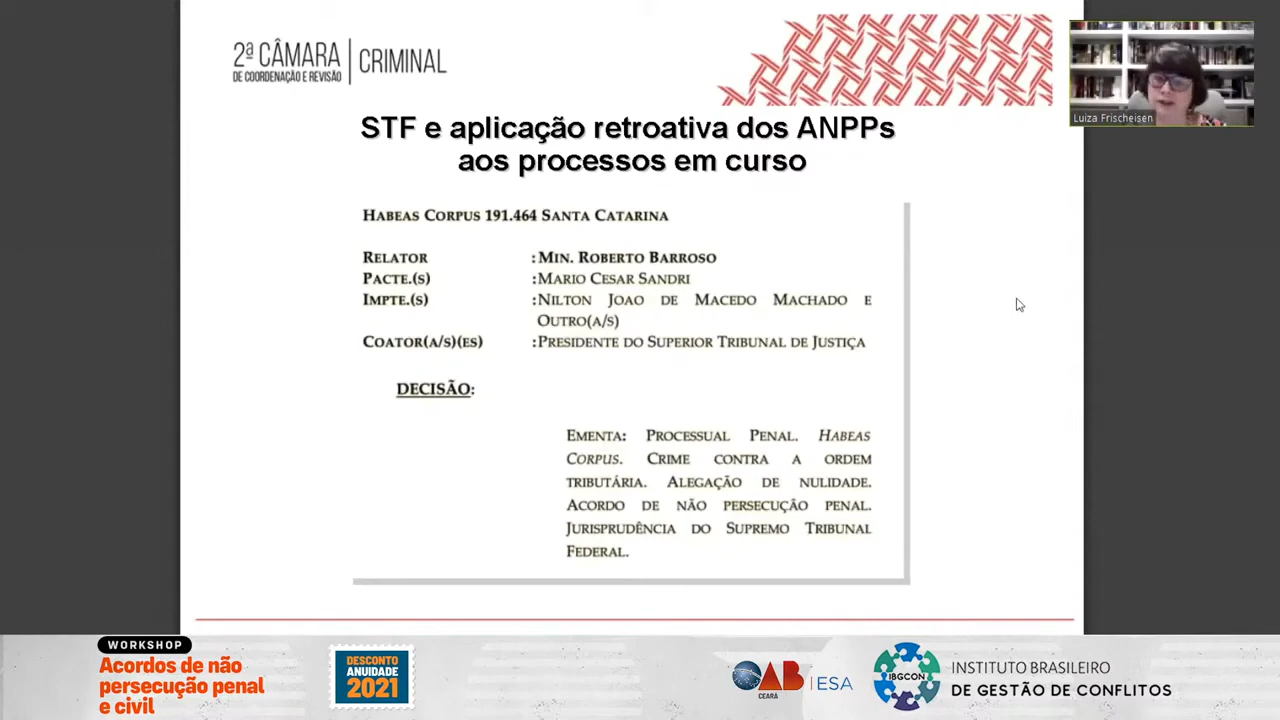 2ª CÂMARA
DE COORDENAÇÃO E REVISÃO
CRIMINAL
Luiza Frischeisen
STF e aplicação retroativa dos ANPPs
aos processos em curso
HABEAS CORPUS 191.464 SANTA CATARINA
RELATOR : MIN. ROBERTO BARROSO
PACTE.(S) : MARIO CESAR SANDRI
IMPTE.(S) : NILTON JOAO DE MACEDO MACHADO E
OUTRO(A/S)
COATOR(A/S)(ES) : PRESIDENTE DO SUPERIOR TRIBUNAL DE JUSTIÇA
DECISÃO:
EMENTA: PROCESSUAL PENAL. HABEAS
CORPUS. CRIME CONTRA A ORDEM
TRIBUTÁRIA. ALEGAÇÃO DE NULIDADE.
ACORDO DE NÃO PERSECUÇÃO PENAL.
JURISPRUDÊNCIA DO SUPREMO TRIBUNAL
FEDERAL.
WORKSHOP
Acordos de não
persecução penal
e civil
DESCONTO
ANUIDADE
2021
OAB
CEARÁ
ESA
IBGCON
INSTITUTO BRASILEIRO
DE GESTÃO DE CONFLITOS